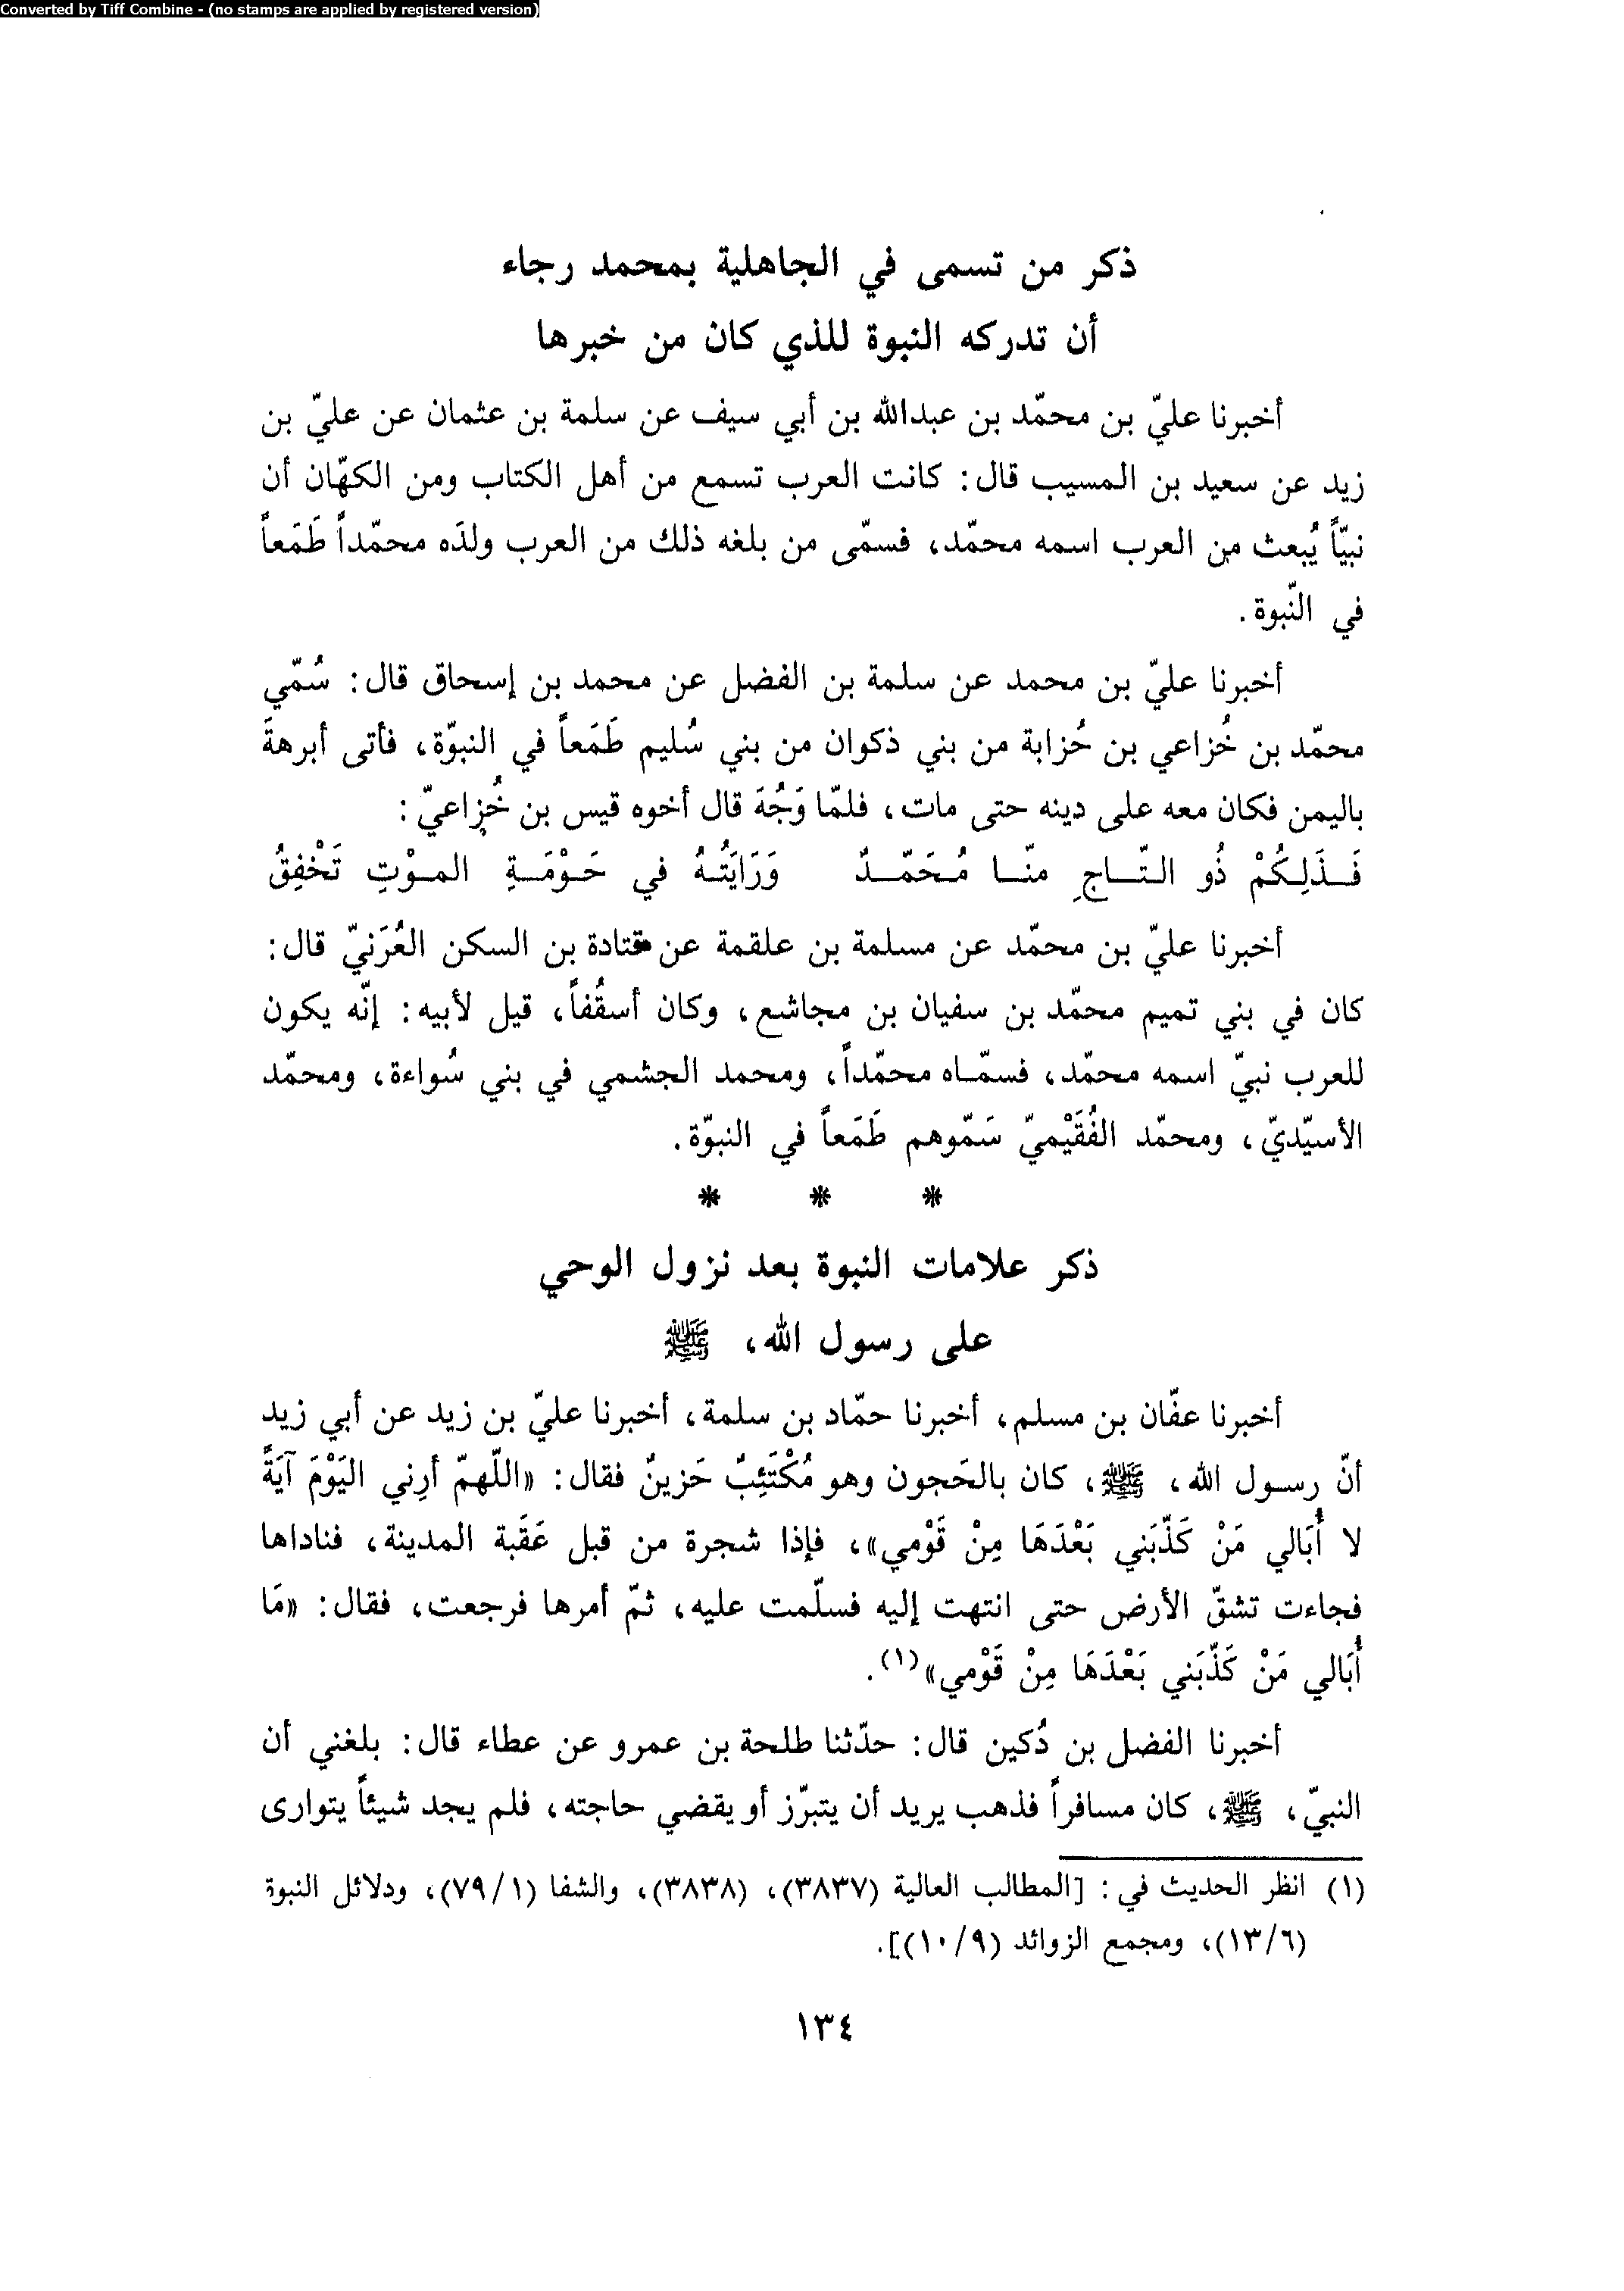 Converted by Tiff Combine - (no stamps are applied by registered version)
ذكر من تسمى في الجاهلية بمحمد رجاء
أن تدركه النبوة للذي كان من خبرها
أخبرنا عليّ بن محمّد بن عبدالله بن أبي سيف عن سلمة بن عثمان عن عليّ بن
زيد عن سعيد بن المسيب قال: كانت العرب تسمع من أهل الكتاب ومن الكهّان أن
نبيّاً يُبعث من العرب اسمه محمّد، فسمّى من بلغه ذلك من العرب ولدَه محمّداً طَمَعاً
في النّبوة.
أخبرنا عليّ بن محمد عن سلمة بن الفضل عن محمد بن إسحاق قال: سُمّي
محمّد بن خُزاعي بن حُزابة من بني ذكوان من بني سُليم طَمَعاً في النبوّة، فأتى أبرهةَ
باليمن فكان معه على دينه حتى مات، فلمّا وَجُهَ قال أخوه قيس بن خُزاعيّ:
فَـذَلِـكُمْ ذُو الـتّـــاجِ منّــا مُـحَمّــدٌ وَرَايَتُـهُ في حَـوْمَـةِ المـوْتِ تَخْفِقُ
أخبرنا عليّ بن محمّد عن مسلمة بن علقمة عن قتادة بن السكن العُرَنيّ قال:
كان في بني تميم محمّد بن سفيان بن مجاشع، وكان أسقُفاً، قيل لأبيه: إنّه يكون
للعرب نبيّ اسمه محمّد، فسمّاه محمّداً، ومحمد الجشمي في بني سُواءة، ومحمّد
الأسيّديّ، ومحمّد الفُقَيْميّ سَمّوهم طَمَعاً في النبوّة.
* * *
ذكر علامات النبوة بعد نزول الوحي
على رسول الله، ﷺ
أخبرنا عفّان بن مسلم، أخبرنا حمّاد بن سلمة، أخبرنا عليّ بن زيد عن أبي زيد
أنّ رسول الله، ﷺ، كان بالحَجون وهو مُكْتَئِبٌ حَزينٌ فقال: «اللّهمّ أرِني اليَوْمَ آيَةً
لا أُبَالي مَنْ كَذّبَني بَعْدَهَا مِنْ قَوْمي»، فإذا شجرة من قبل عَقَبة المدينة، فناداها
فجاءت تشقّ الأرض حتى انتهت إليه فسلّمت عليه، ثمّ أمرها فرجعت، فقال: «مَا
أُبَالي مَنْ كَذّبَني بَعْدَهَا مِنْ قَوْمي»(١).
أخبرنا الفضل بن دُكين قال: حدّثنا طلحة بن عمرو عن عطاء قال: بلغني أن
النبيّ، ﷺ، كان مسافراً فذهب يريد أن يتبرّز أو يقضي حاجته، فلم يجد شيئاً يتوارى
(١) انظر الحديث في: [المطالب العالية (٣٨٣٧)، (٣٨٣٨)، والشفا (٧٩/١)، ودلائل النبوة
(١٣/٦)، ومجمع الزوائد (١٠/٩)].
١٣٤